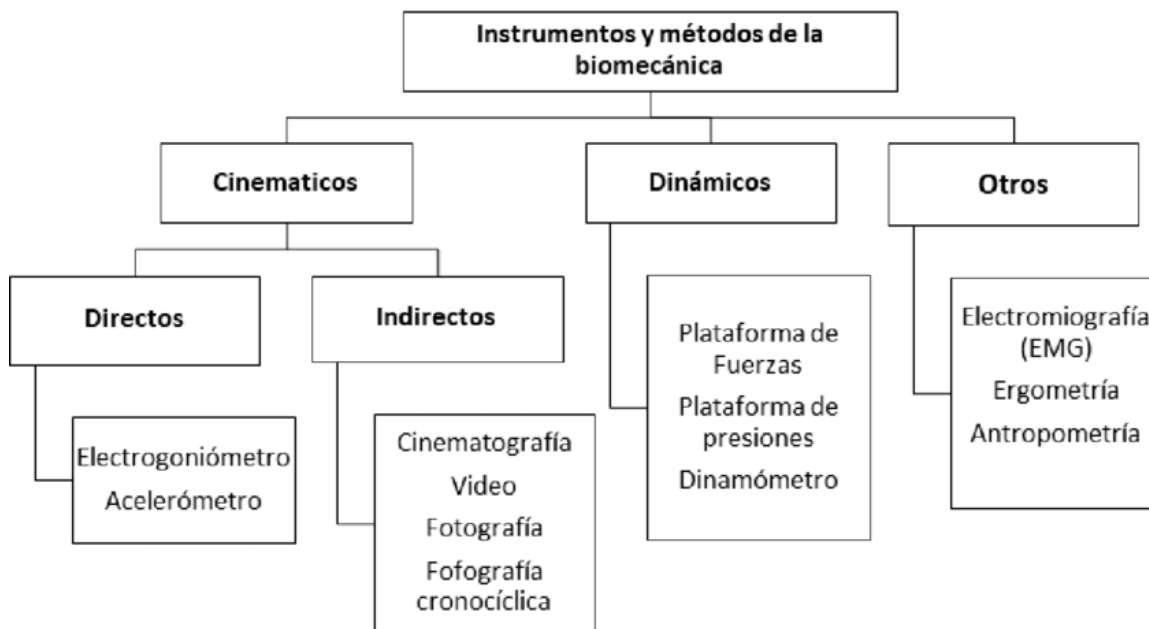 Instrumentos y métodos de la
biomecánica
Cinematicos
Dinámicos
Otros
Directos
Indirectos
Electrogoniómetro
Acelerómetro
Cinematografía
Video
Fotografía
Fofografía
cronocíclica
Plataforma de
Fuerzas
Plataforma de
presiones
Dinamómetro
Electromiografía
(EMG)
Ergometría
Antropometría